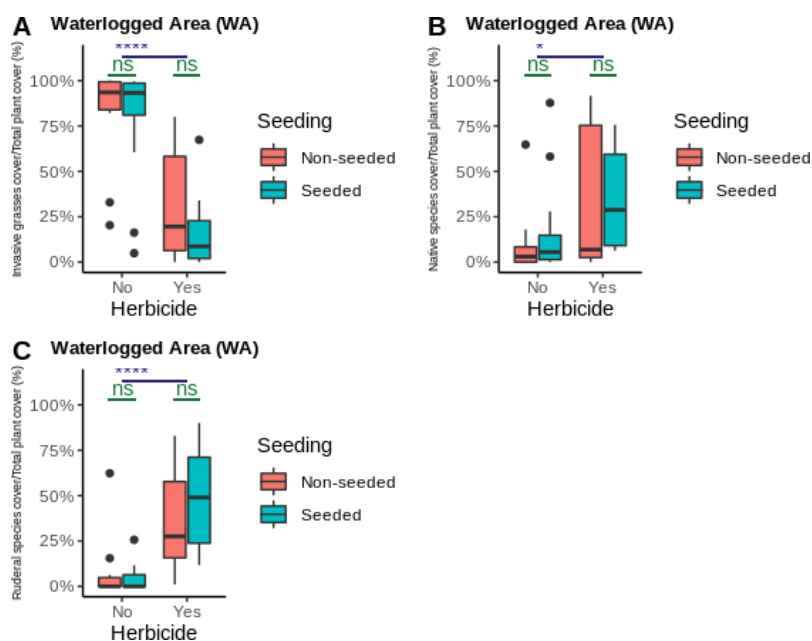 A Waterlogged Area (WA)
Invasive grasses cover/Total plant cover (%)
****
ns ns
100%
75%
50%
25%
0%
No Yes
Herbicide
Seeding
Non-seeded
Seeded
B Waterlogged Area (WA)
Native species cover/Total plant cover (%)
*
ns ns
100%
75%
50%
25%
0%
No Yes
Herbicide
Seeding
Non-seeded
Seeded
C Waterlogged Area (WA)
Ruderal species cover/Total plant cover (%)
****
ns ns
100%
75%
50%
25%
0%
No Yes
Herbicide
Seeding
Non-seeded
Seeded